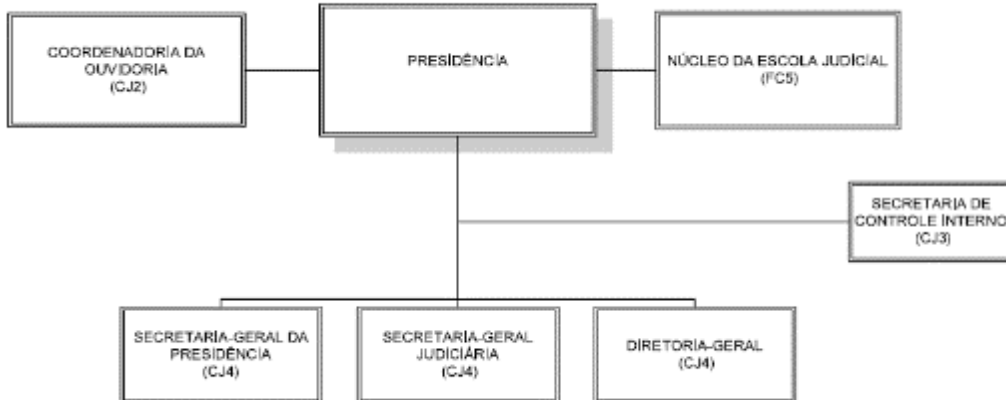 COORDENADORIA DA
OUVIDORIA
(CJ2)
PRESIDÊNCIA
NÚCLEO DA ESCOLA JUDICIAL
(FC5)
SECRETARIA DE
CONTROLE INTERNO
(CJ3)
SECRETARIA-GERAL DA
PRESIDÊNCIA
(CJ4)
SECRETARIA-GERAL
JUDICIÁRIA
(CJ4)
DIRETORIA-GERAL
(CJ4)